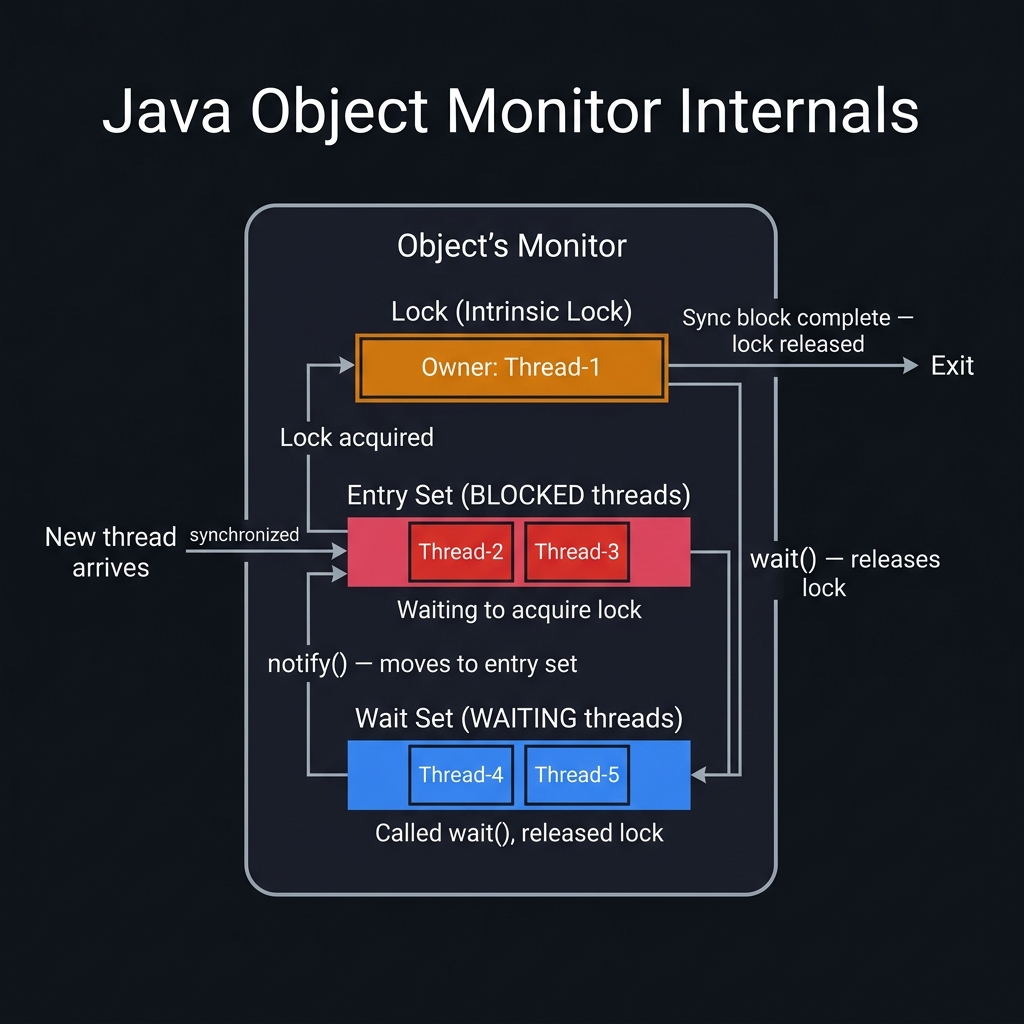 Java Object Monitor Internals
Object’s Monitor
Lock (Intrinsic Lock)
Owner: Thread-1
Sync block complete –
lock released
Exit
Lock acquired
Entry Set (BLOCKED threads)
New thread
arrives
synchronized
Thread-2
Thread-3
Waiting to acquire lock
wait() – releases
lock
notify() – moves to entry set
Wait Set (WAITING threads)
Thread-4
Thread-5
Called wait(), released lock